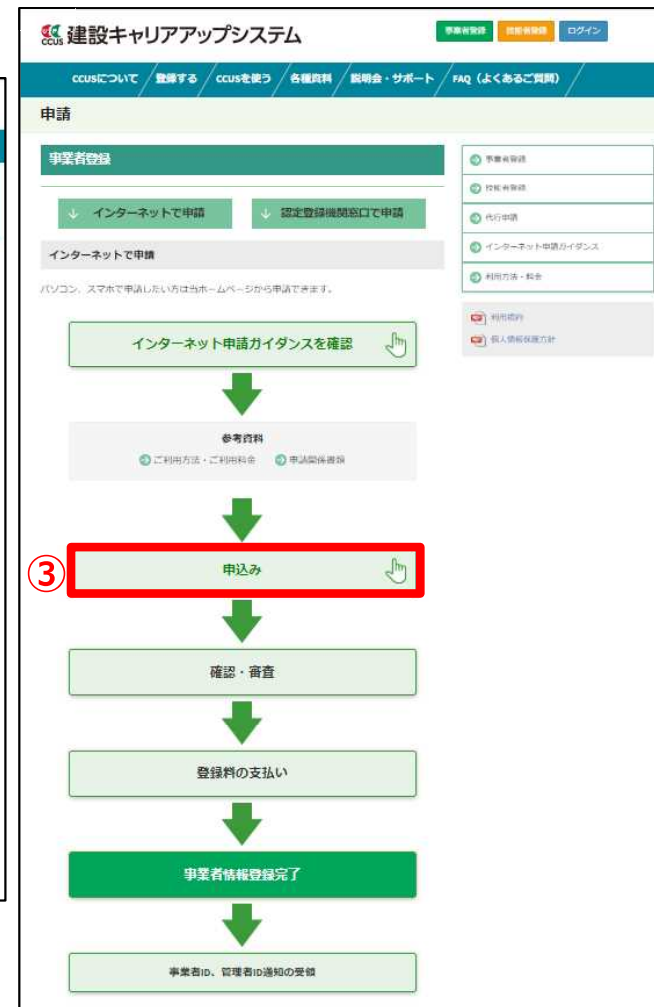 ccus 建設キャリアアップシステム
事業者登録 技能者登録 ログイン
ccusについて 登録する ccusを使う 各種資料 説明会・サポート FAQ（よくあるご質問）
申請
事業者登録
インターネットで申請 認定登録機関窓口で申請
インターネットで申請
パソコン、スマホで申請したい方は当ホームページから申請できます。
インターネット申請ガイダンスを確認
参考資料
ご利用方法・ご利用料金 申請関係書類
③ 申込み
確認・審査
登録料の支払い
事業者情報登録完了
事業者ID、管理者ID通知の受領
事業者登録
技能者登録
代行申請
インターネット申請ガイダンス
利用方法・料金
利用規約
個人情報保護方針